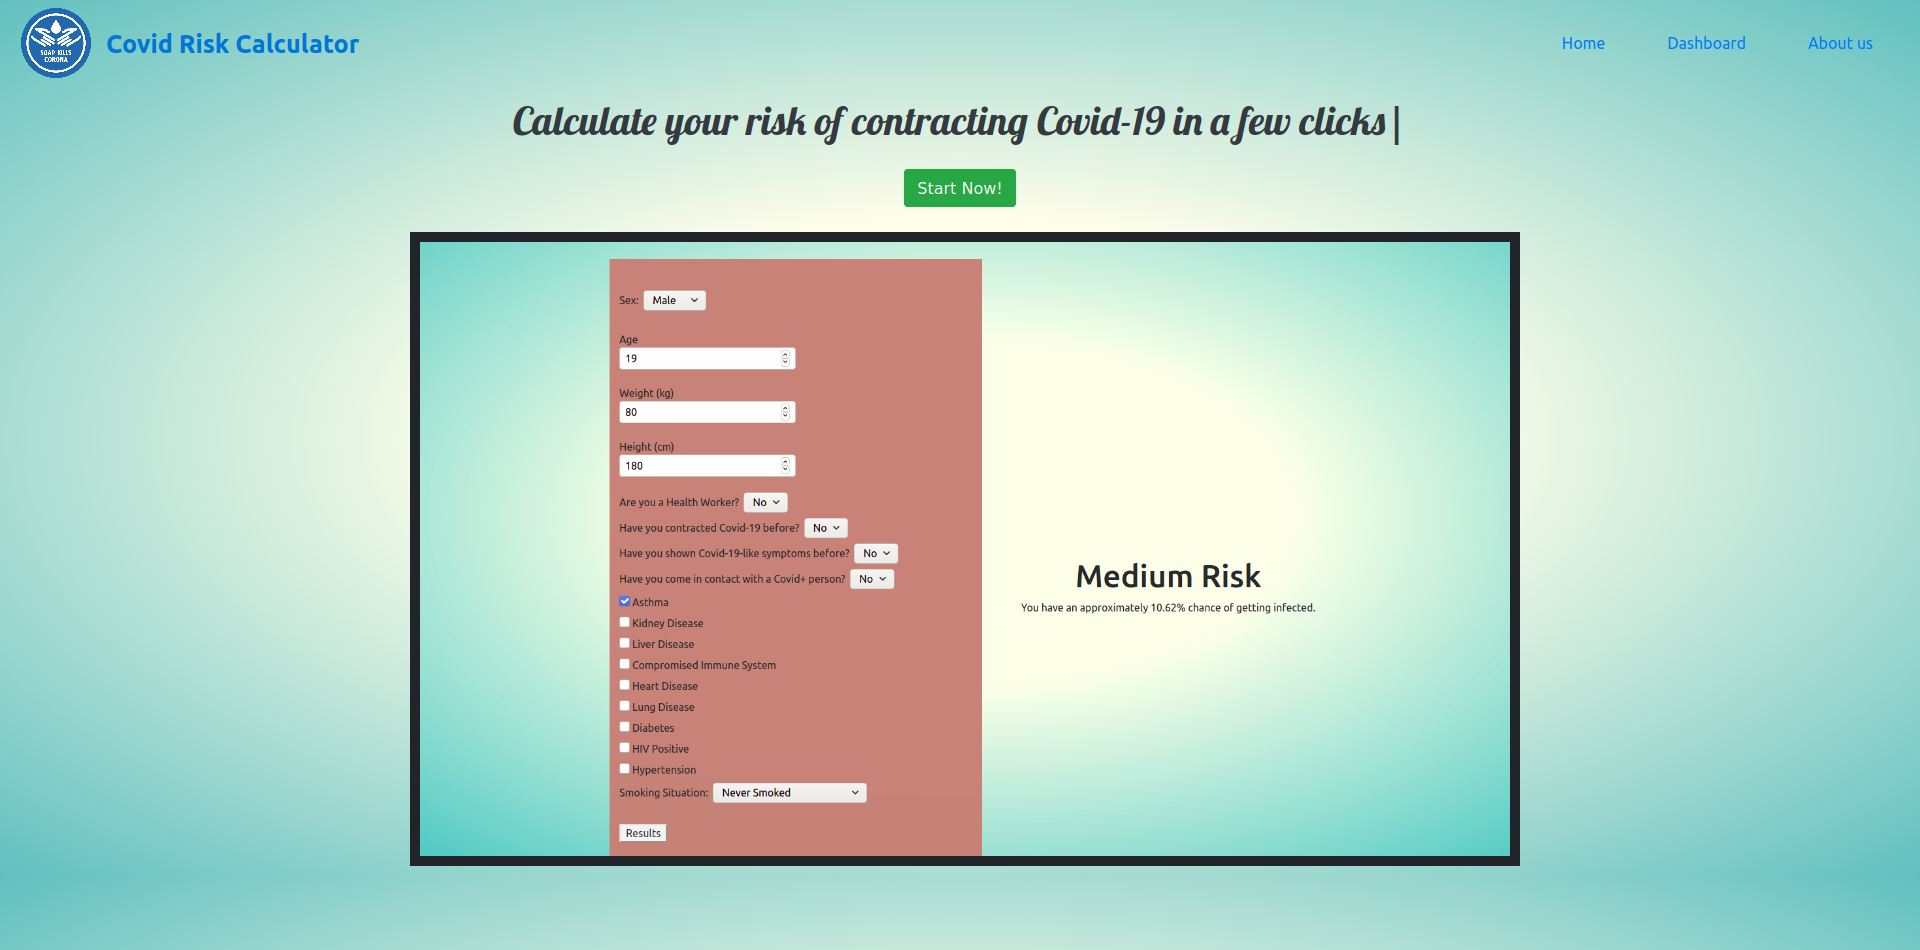 SOAP KILLS
CORONA
Covid Risk Calculator
Home
Dashboard
About us
Calculate your risk of contracting Covid-19 in a few clicks|
Start Now!
Sex: Male
Age
19
Weight (kg)
80
Height (cm)
180
Are you a Health Worker? No
Have you contracted Covid-19 before? No
Have you shown Covid-19-like symptoms before? No
Have you come in contact with a Covid+ person? No
Asthma
Kidney Disease
Liver Disease
Compromised Immune System
Heart Disease
Lung Disease
Diabetes
HIV Positive
Hypertension
Smoking Situation: Never Smoked
Results
Medium Risk
You have an approximately 10.62% chance of getting infected.